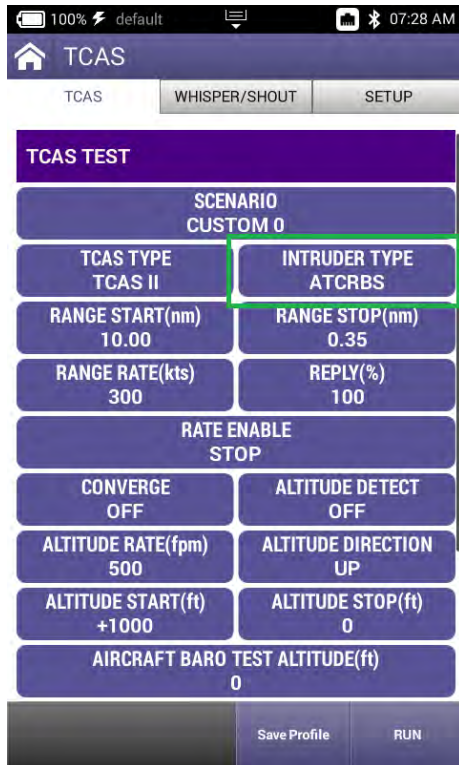 100% default 07:28 AM
TCAS
TCAS WHISPER/SHOUT SETUP
TCAS TEST
SCENARIO
CUSTOM 0
TCAS TYPE INTRUDER TYPE
TCAS II ATCRBS
RANGE START(nm) RANGE STOP(nm)
10.00 0.35
RANGE RATE(kts) REPLY(%)
300 100
RATE ENABLE
STOP
CONVERGE ALTITUDE DETECT
OFF OFF
ALTITUDE RATE(fpm) ALTITUDE DIRECTION
500 UP
ALTITUDE START(ft) ALTITUDE STOP(ft)
+1000 0
AIRCRAFT BARO TEST ALTITUDE(ft)
0
Save Profile RUN